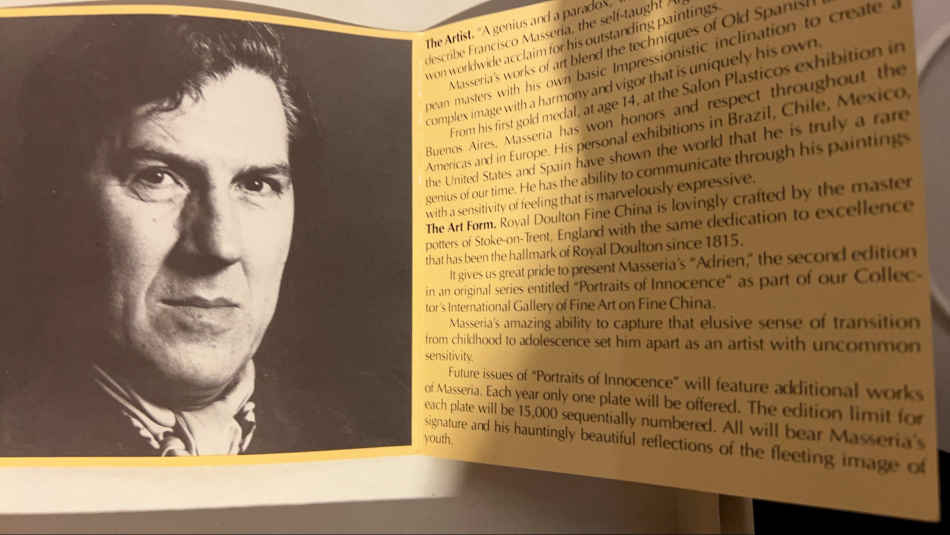 The Artist. "A genius and a paradox,
describe Francisco Masseria, the self-taught
won worldwide acclaim for his outstanding paintings.
Masseria's works of art blend the techniques of Old Spanish
pean masters with his own basic Impressionistic inclination to create a
complex image with a harmony and vigor that is uniquely his own.
From his first gold medal, at age 14, at the Salon Plasticos exhibition in
Buenos Aires, Masseria has won honors and respect throughout the
Americas and in Europe. His personal exhibitions in Brazil, Chile, Mexico,
the United States and Spain have shown the world that he is truly a rare
genius of our time. He has the ability to communicate through his paintings
with a sensitivity of feeling that is marvelously expressive.
The Art Form. Royal Doulton Fine China is lovingly crafted by the master
potters of Stoke-on-Trent, England with the same dedication to excellence
that has been the hallmark of Royal Doulton since 1815.
It gives us great pride to present Masseria's "Adrien," the second edition
in an original series entitled "Portraits of Innocence" as part of our Collec-
tor's International Gallery of Fine Art on Fine China.
Masseria's amazing ability to capture that elusive sense of transition
from childhood to adolescence set him apart as an artist with uncommon
sensitivity.
Future issues of "Portraits of Innocence" will feature additional works
of Masseria. Each year only one plate will be offered. The edition limit for
each plate will be 15,000 sequentially numbered. All will bear Masseria's
signature and his hauntingly beautiful reflections of the fleeting image of
youth.